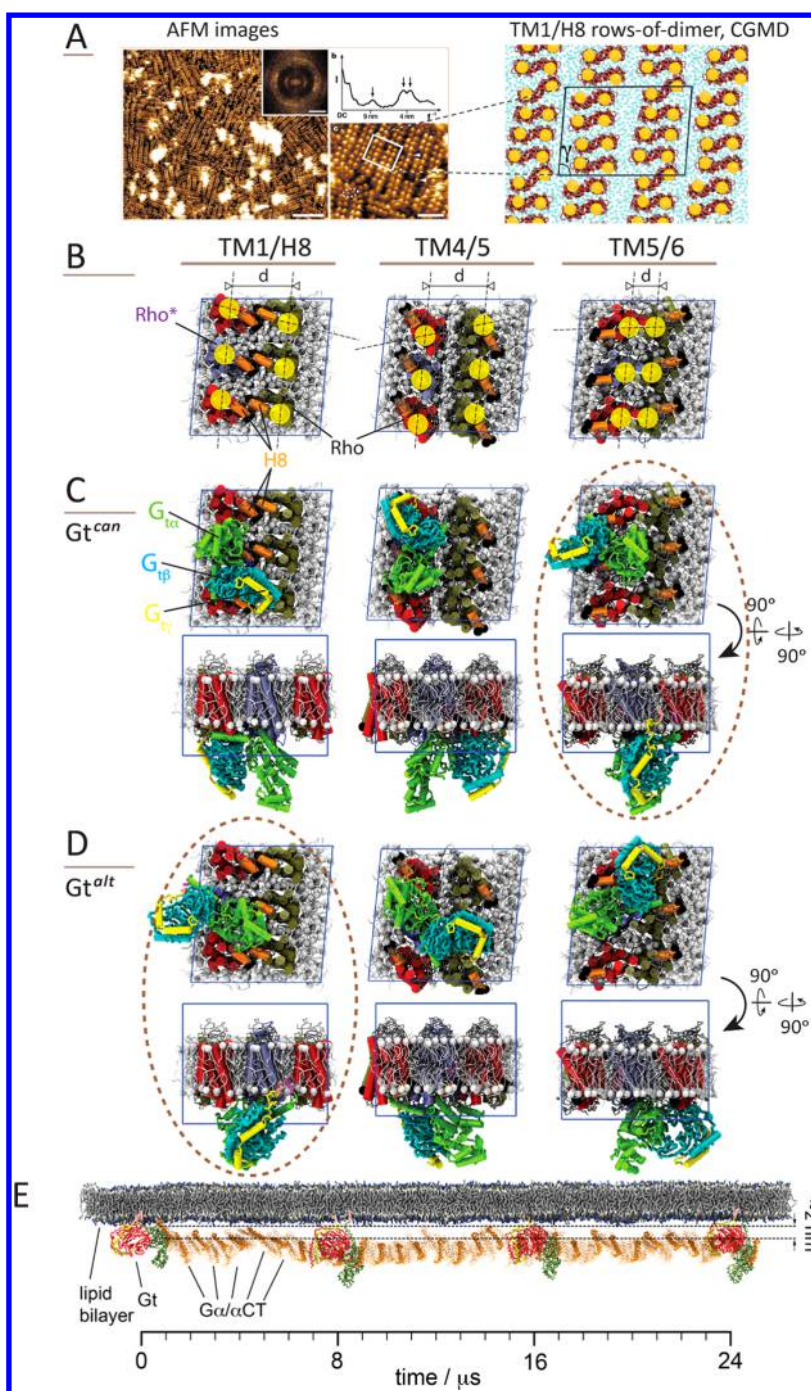 A
AFM images
TM1/H8 rows-of-dimer, CGMD
b
I
DC
9 nm
4 nm
f
c
γ
TM1/H8
TM4/5
TM5/6
B
d
d
d
Rho*
Rho
H8
C
Gt^can
Gtα
Gtβ
Gtγ
90°
90°
D
Gt^alt
90°
90°
E
lipid
bilayer
Gt
Gα/αCT
0
8
16
24
time / μs